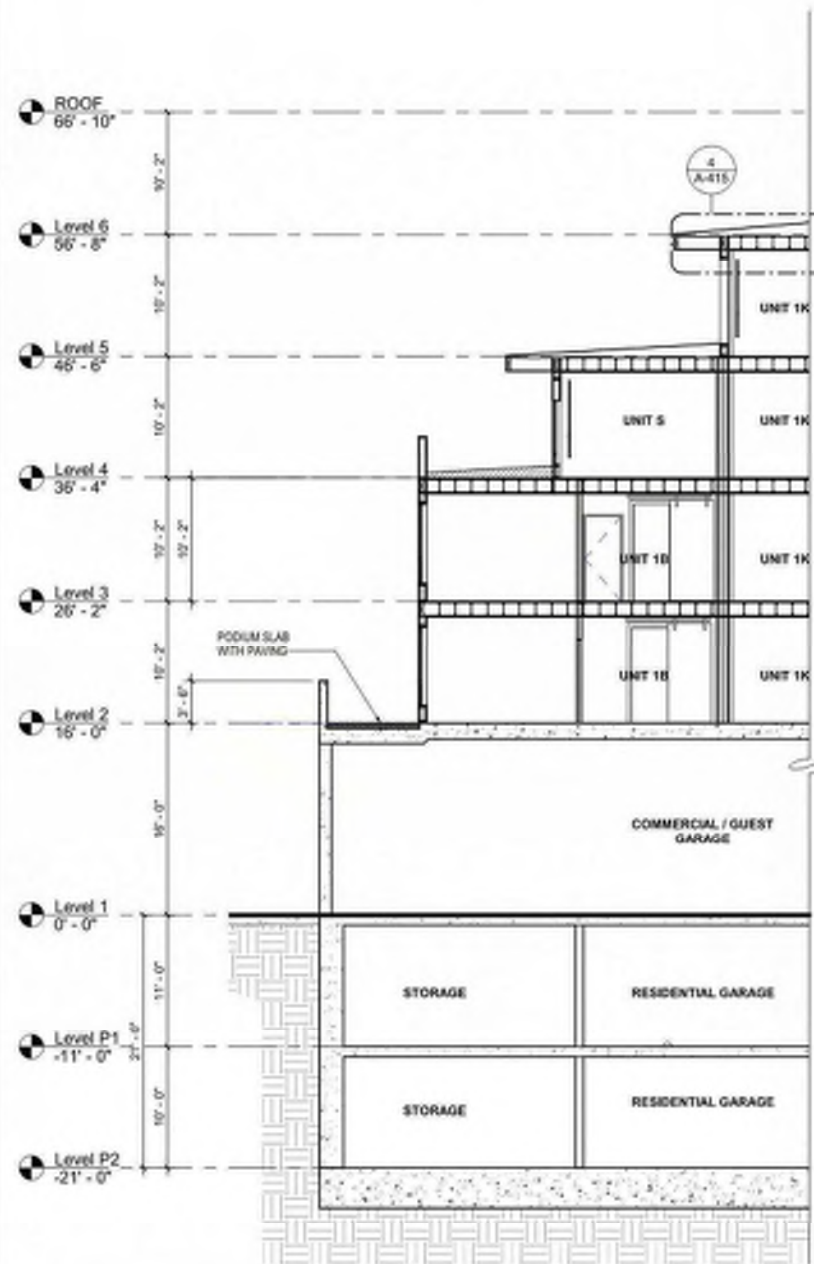 ROOF
66' - 10"
10' - 2"
4
A-415
Level 6
56' - 8"
UNIT 1K
10' - 2"
Level 5
46' - 6"
10' - 2"
UNIT S
UNIT 1K
Level 4
36' - 4"
10' - 2"
10' - 2"
UNIT 1B
UNIT 1K
Level 3
26' - 2"
PODIUM SLAB
WITH PAVING
10' - 2"
3' - 6"
UNIT 1B
UNIT 1K
Level 2
16' - 0"
16' - 0"
COMMERCIAL / GUEST
GARAGE
Level 1
0' - 0"
11' - 0"
STORAGE
RESIDENTIAL GARAGE
Level P1
-11' - 0"
21' - 0"
10' - 0"
STORAGE
RESIDENTIAL GARAGE
Level P2
-21' - 0"